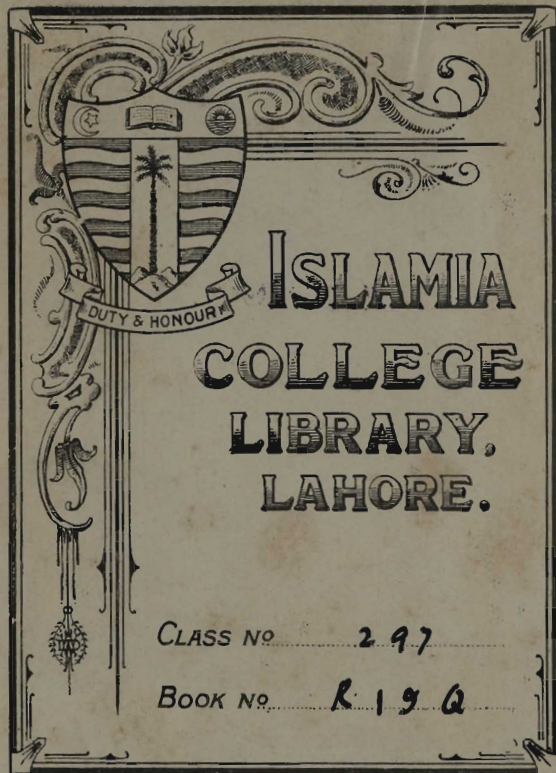 DUTY & HONOUR
ISLAMIA
COLLEGE
LIBRARY,
LAHORE.
CLASS No 297
BOOK No R19Q